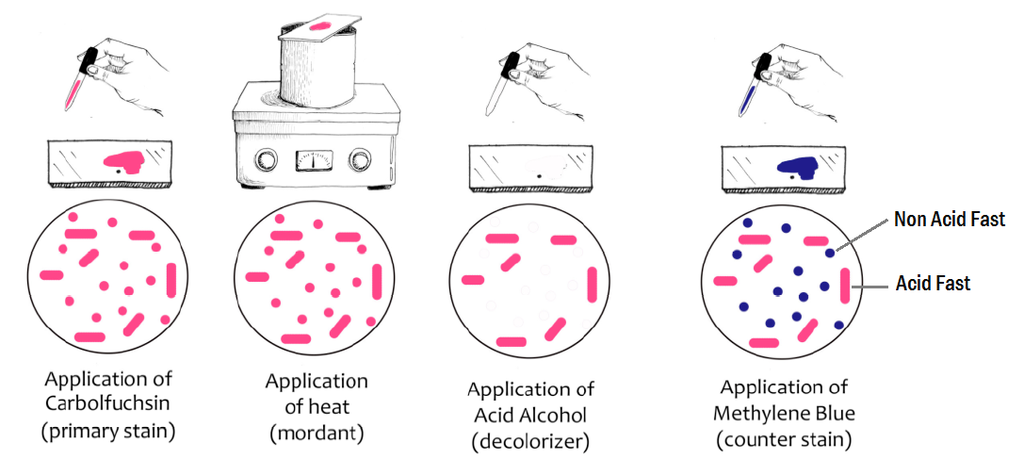 Non Acid Fast
Acid Fast
Application of
Carbolfuchsin
(primary stain)
Application
of heat
(mordant)
Application of
Acid Alcohol
(decolorizer)
Application of
Methylene Blue
(counter stain)